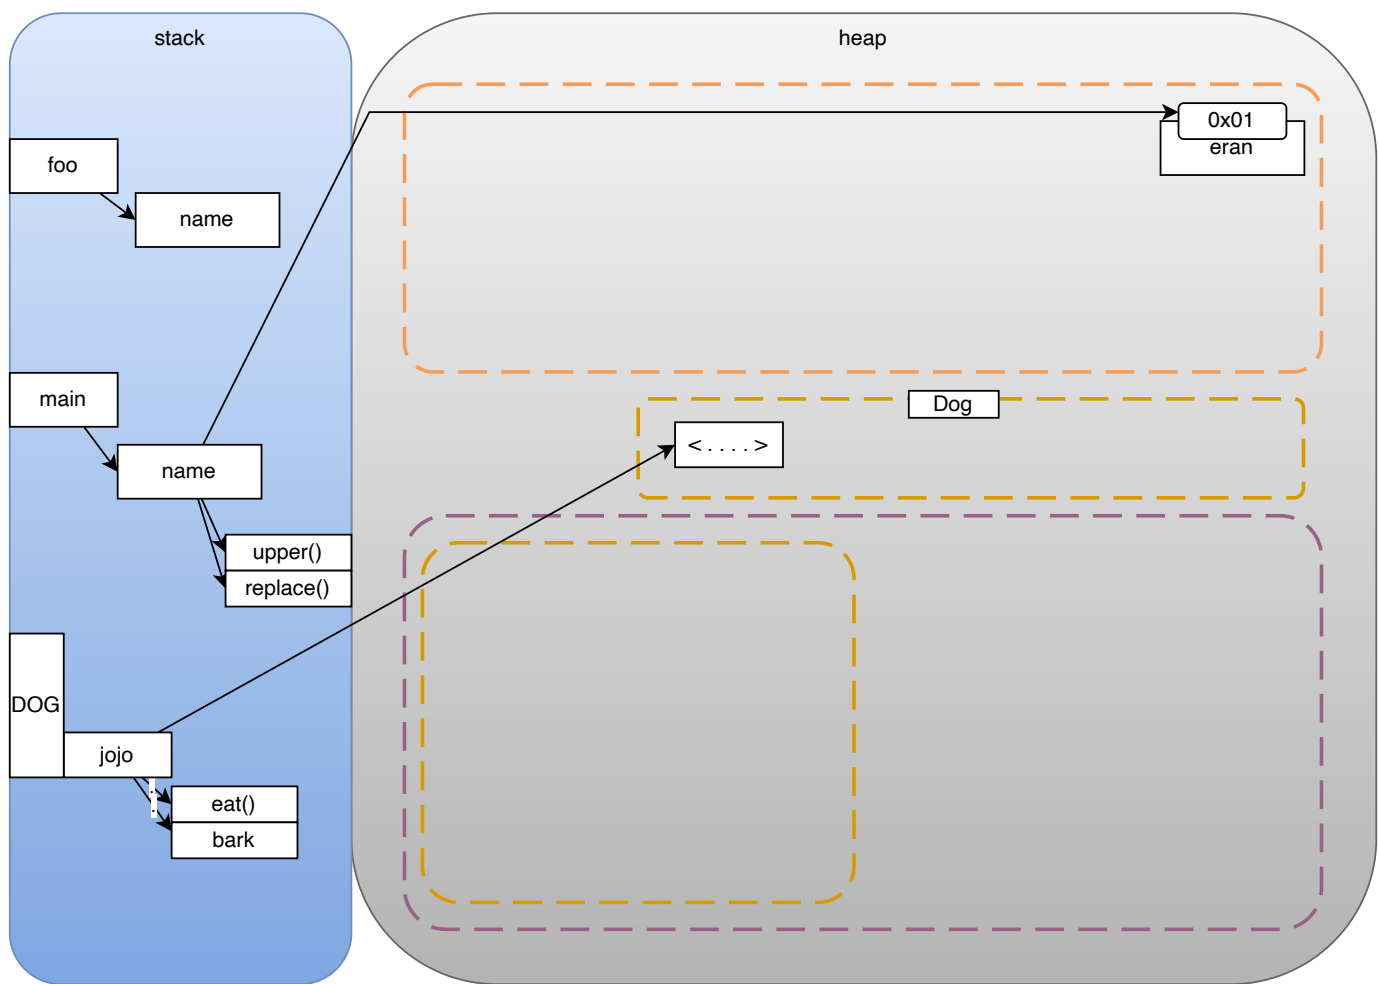 stack
heap
foo
name
0x01
eran
main
name
upper()
replace()
Dog
<....>
DOG
jojo
eat()
bark